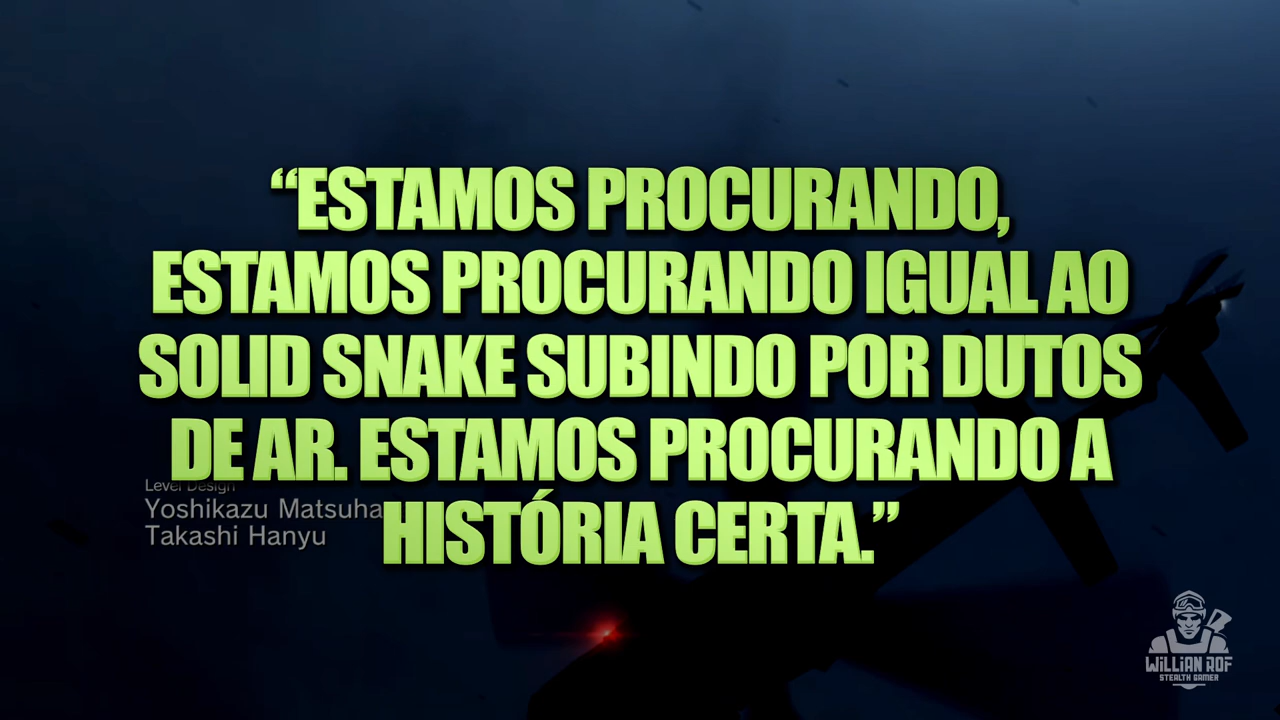 “ESTAMOS PROCURANDO,
ESTAMOS PROCURANDO IGUAL AO
SOLID SNAKE SUBINDO POR DUTOS
DE AR. ESTAMOS PROCURANDO A
HISTÓRIA CERTA.”
Level Design
Yoshikazu Matsuha
Takashi Hanyu
WILLIAN ROF
STEALTH GAMER